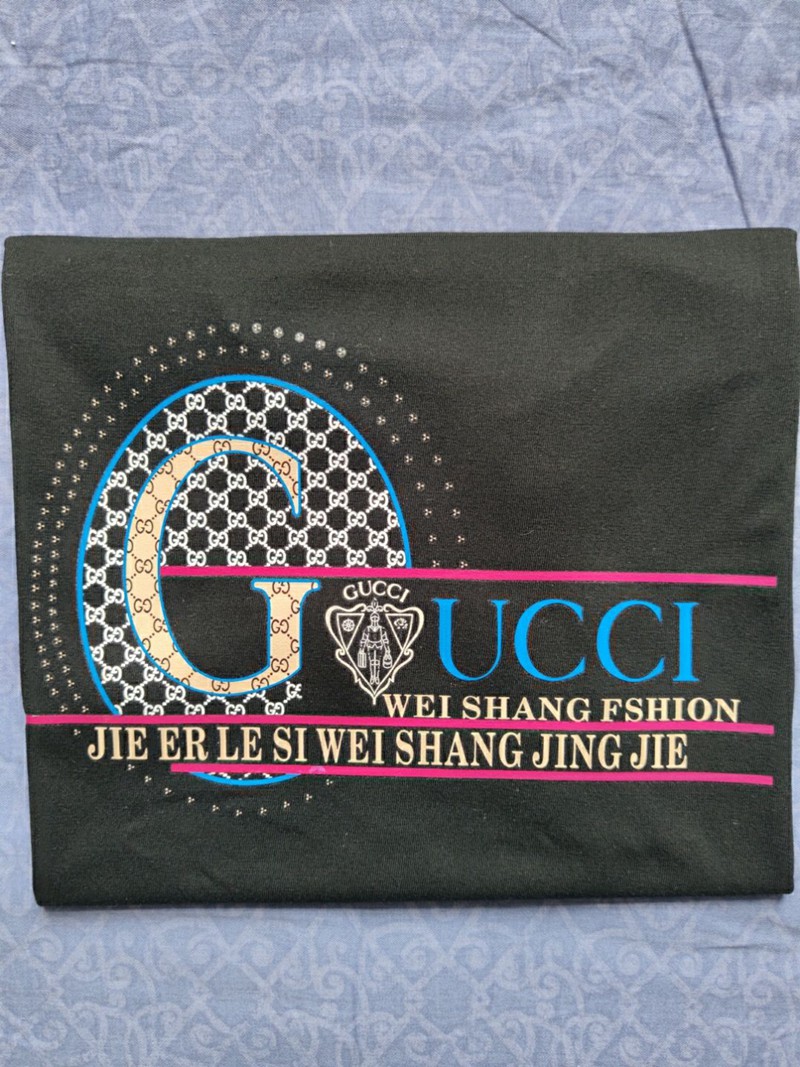 GUCCI
GUCCI
WEI SHANG FSHION
JIE ER LE SI WEI SHANG JING JIE